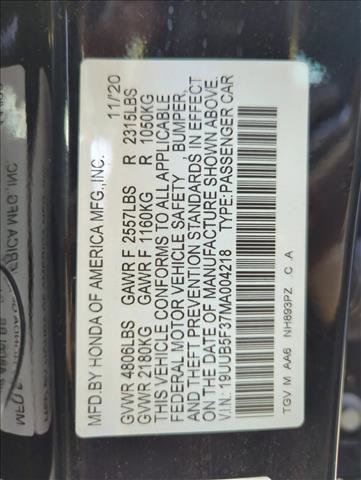 MFD.BY HONDA OF AMERICA MFG.,INC. 11/20
GVWR 4806LBS GAWR F 2557LBS R 2315LBS
GVWR 2180KG GAWR F 1160KG R 1050KG
THIS VEHICLE CONFORMS TO ALL APPLICABLE
FEDERAL MOTOR VEHICLE SAFETY , BUMPER,
AND THEFT PREVENTION STANDARDS IN EFFECT
ON THE DATE OF MANUFACTURE SHOWN ABOVE.
V.I.N: 19UUB5F37MA004218 TYPE:PASSENGER CAR
TGV M AA6 NH893PZ C A